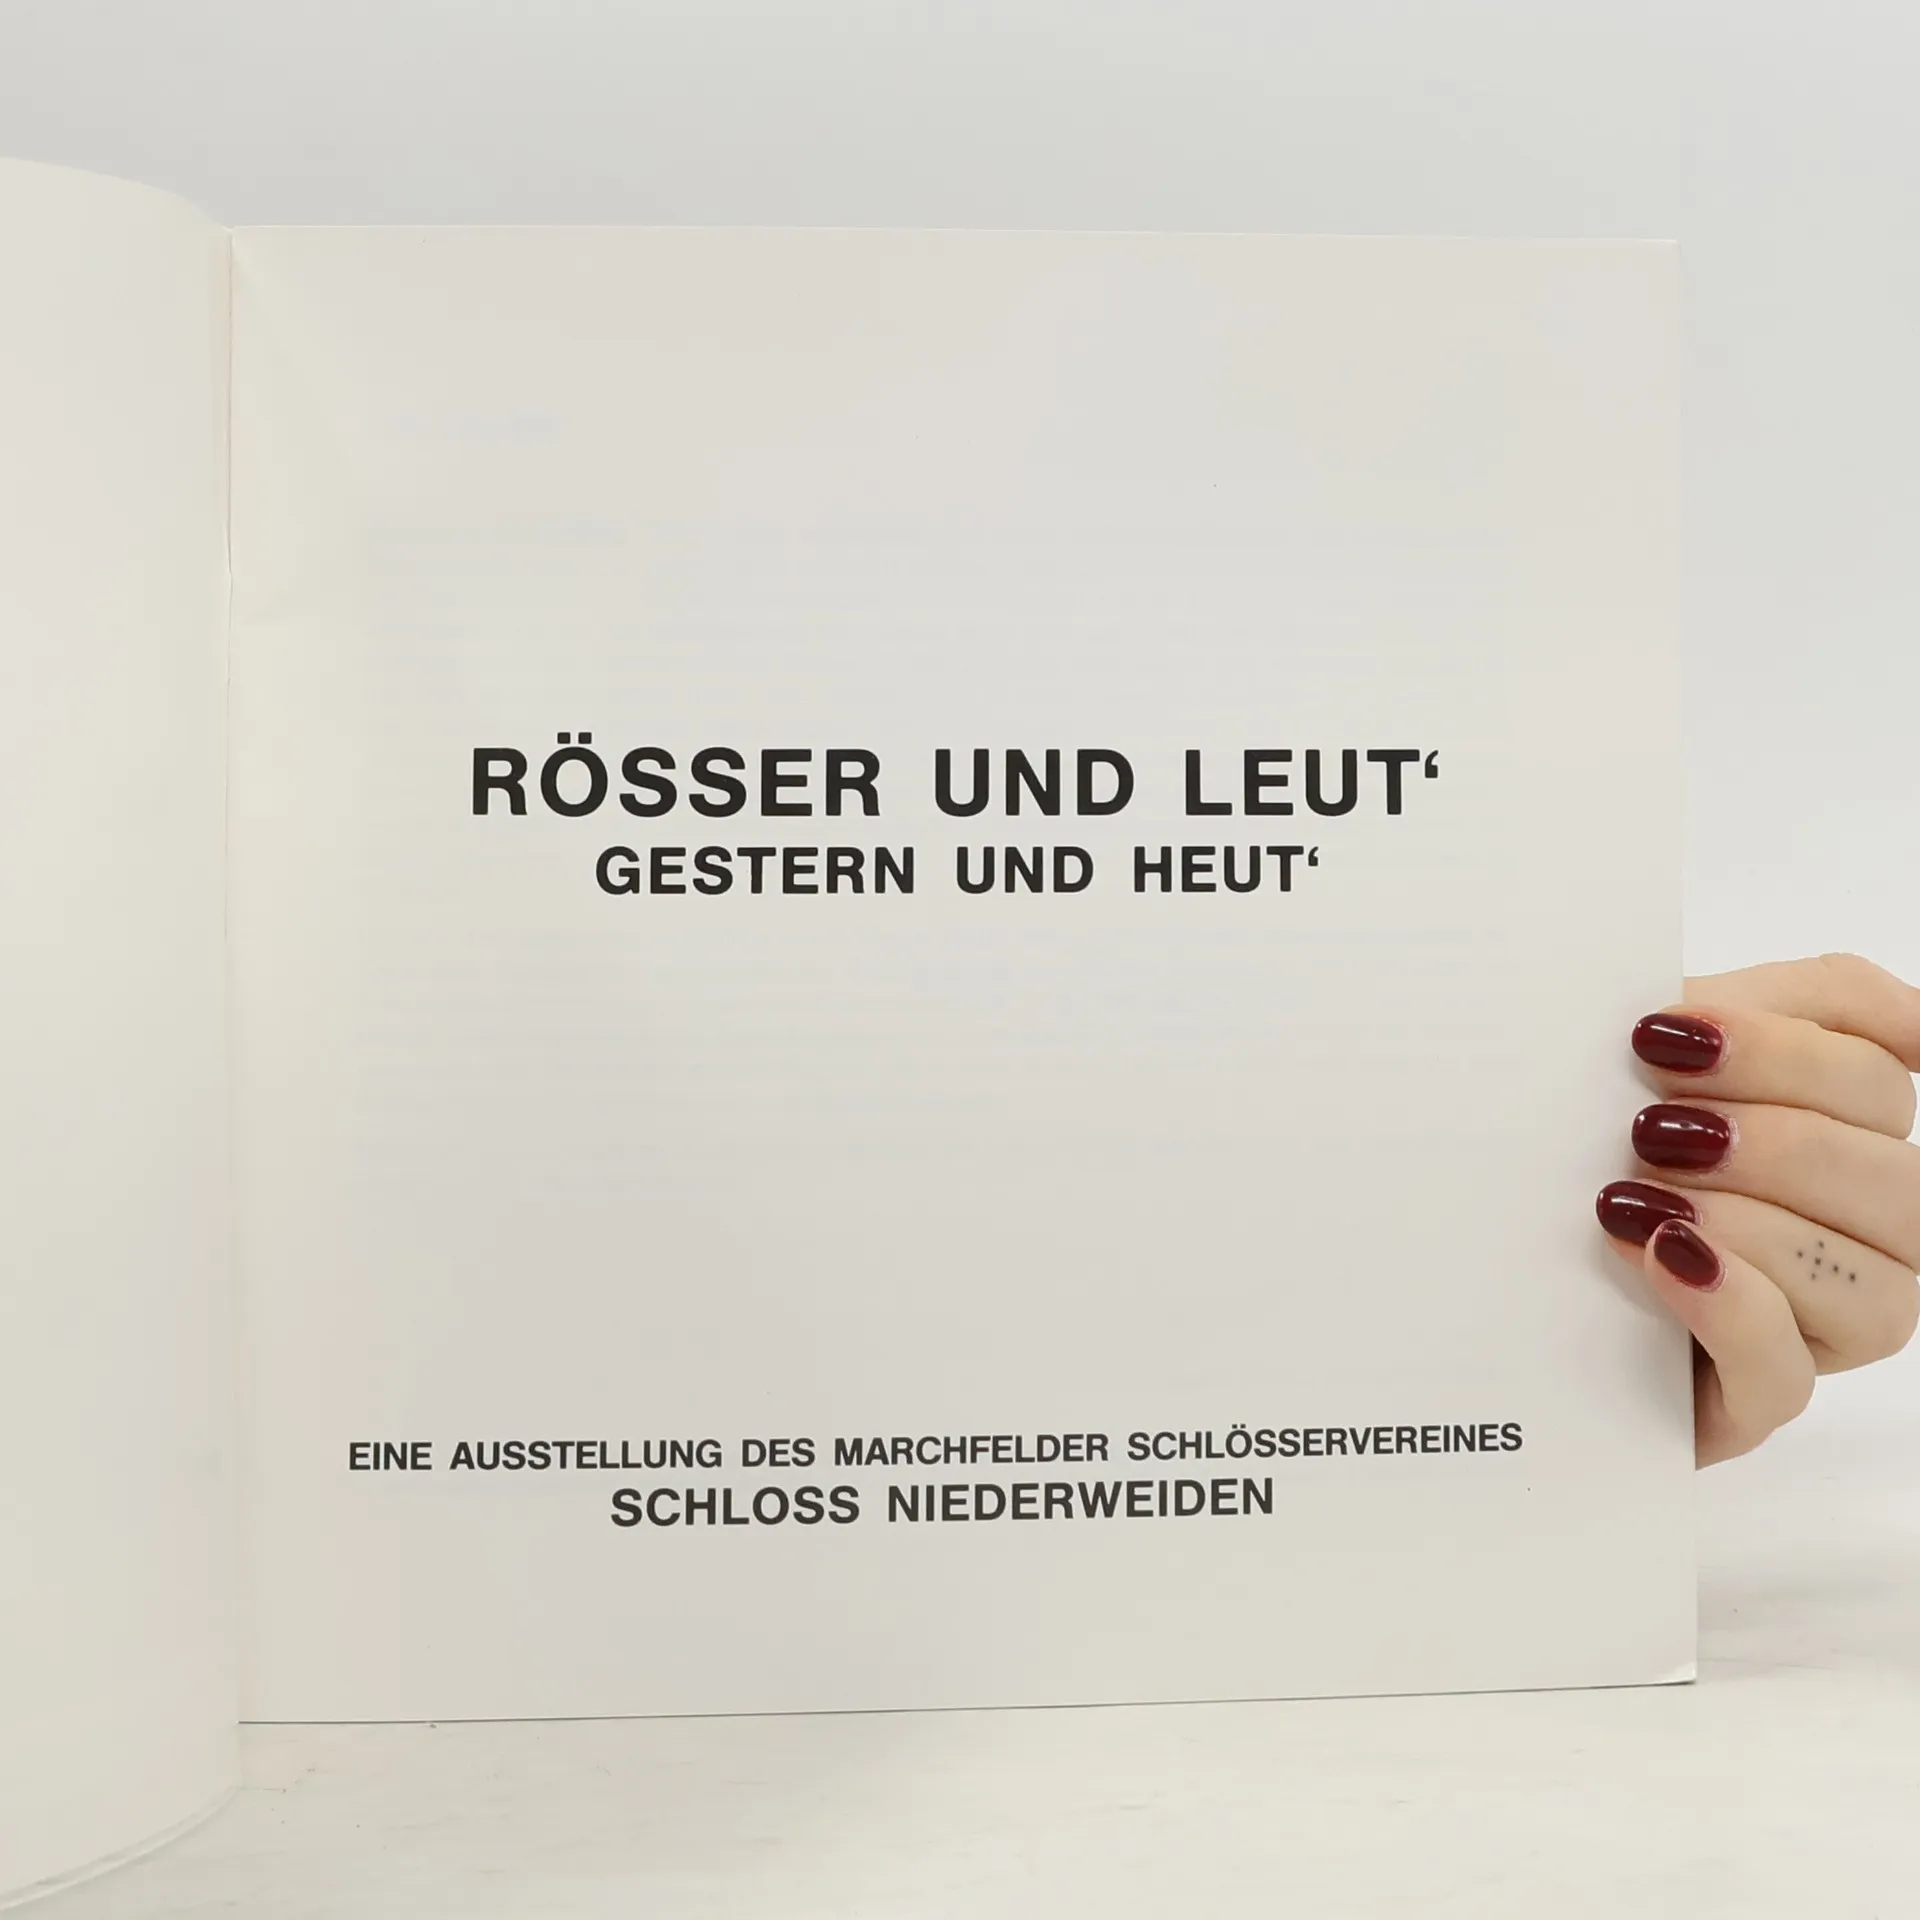 RÖSSER UND LEUT‘
GESTERN UND HEUT‘
EINE AUSSTELLUNG DES MARCHFELDER SCHLÖSSERVEREINES
SCHLOSS NIEDERWEIDEN